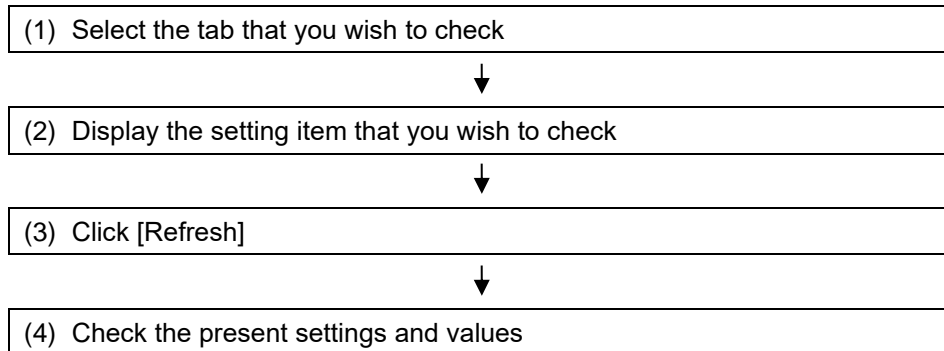 (1) Select the tab that you wish to check
(2) Display the setting item that you wish to check
(3) Click [Refresh]
(4) Check the present settings and values